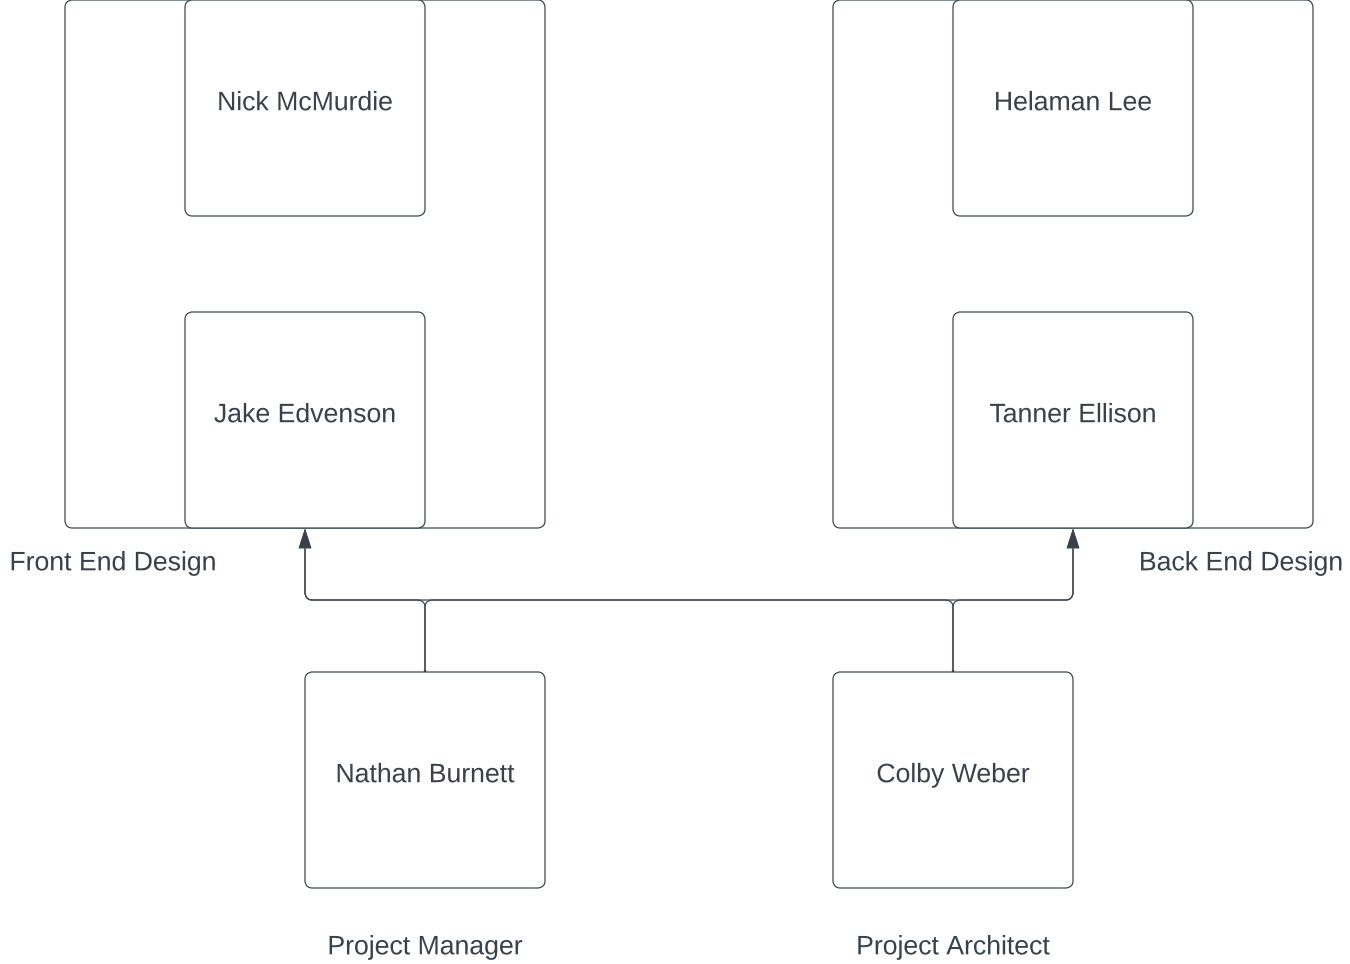 Nick McMurdie
Helaman Lee
Jake Edvenson
Tanner Ellison
Front End Design
Back End Design
Nathan Burnett
Colby Weber
Project Manager
Project Architect